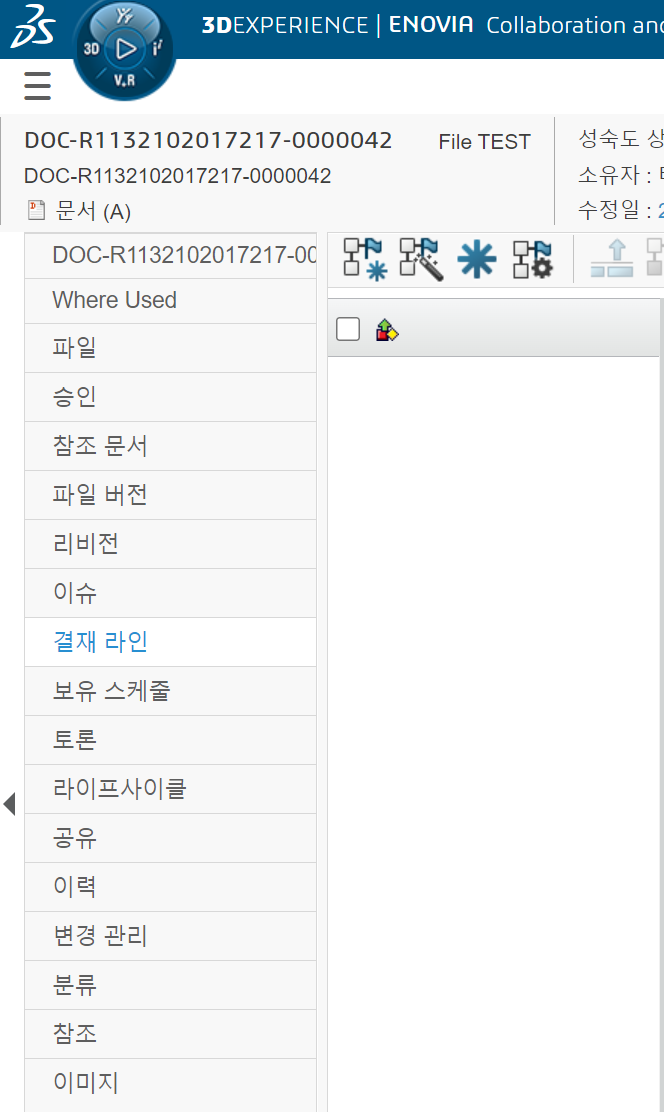 3DEXPERIENCE | ENOVIA Collaboration and
3D
V.R
DOC-R1132102017217-0000042 File TEST
DOC-R1132102017217-0000042
문서 (A)
성숙도
소유자 :
수정일 :
DOC-R1132102017217-00
Where Used
파일
승인
참조 문서
파일 버전
리비전
이슈
결재 라인
보유 스케줄
토론
라이프사이클
공유
이력
변경 관리
분류
참조
이미지